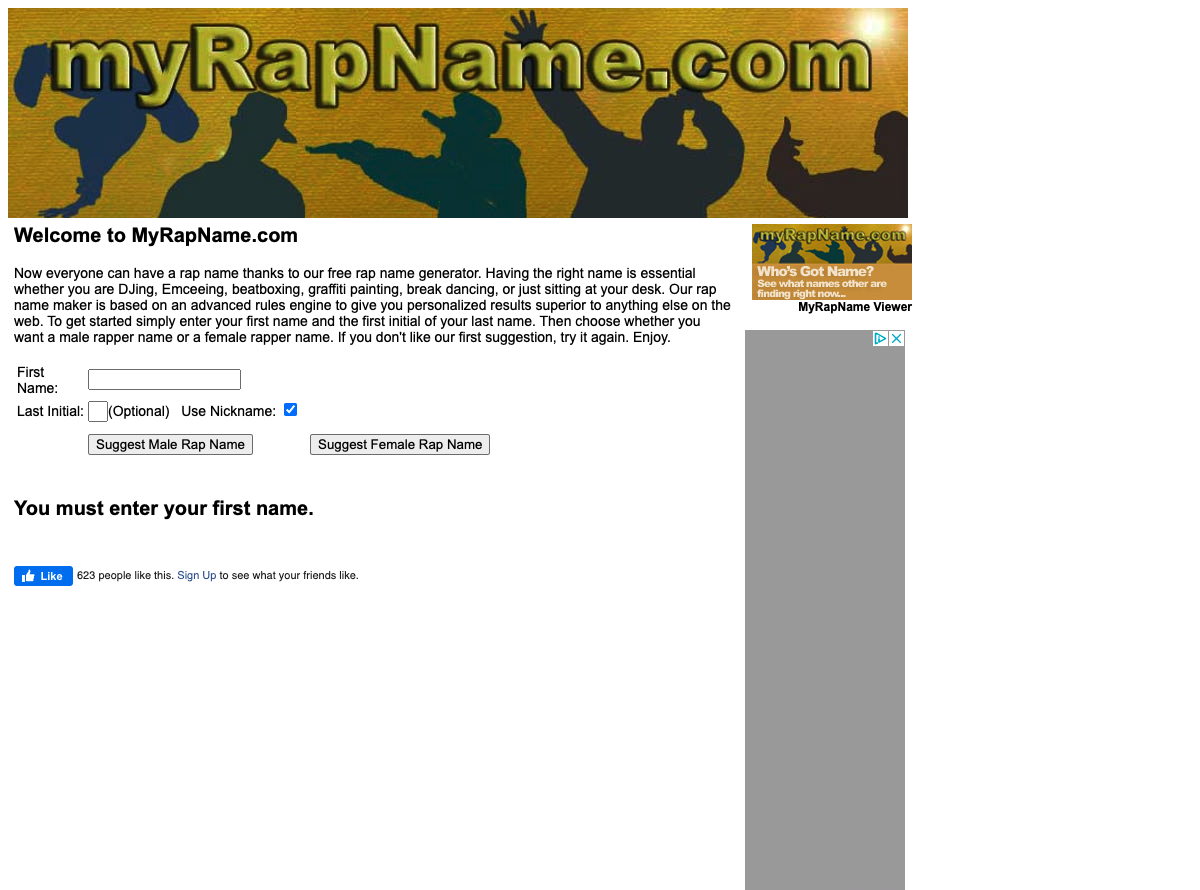 myRapName.com
Welcome to MyRapName.com
Now everyone can have a rap name thanks to our free rap name generator. Having the right name is essential
whether you are DJing, Emceeing, beatboxing, graffiti painting, break dancing, or just sitting at your desk. Our rap
name maker is based on an advanced rules engine to give you personalized results superior to anything else on the
web. To get started simply enter your first name and the first initial of your last name. Then choose whether you
want a male rapper name or a female rapper name. If you don't like our first suggestion, try it again. Enjoy.
First
Name:
Last Initial: (Optional) Use Nickname:
Suggest Male Rap Name Suggest Female Rap Name
You must enter your first name.
Like 623 people like this. Sign Up to see what your friends like.
myRapName.com
Who's Got Name?
See what names other are
finding right now...
MyRapName Viewer